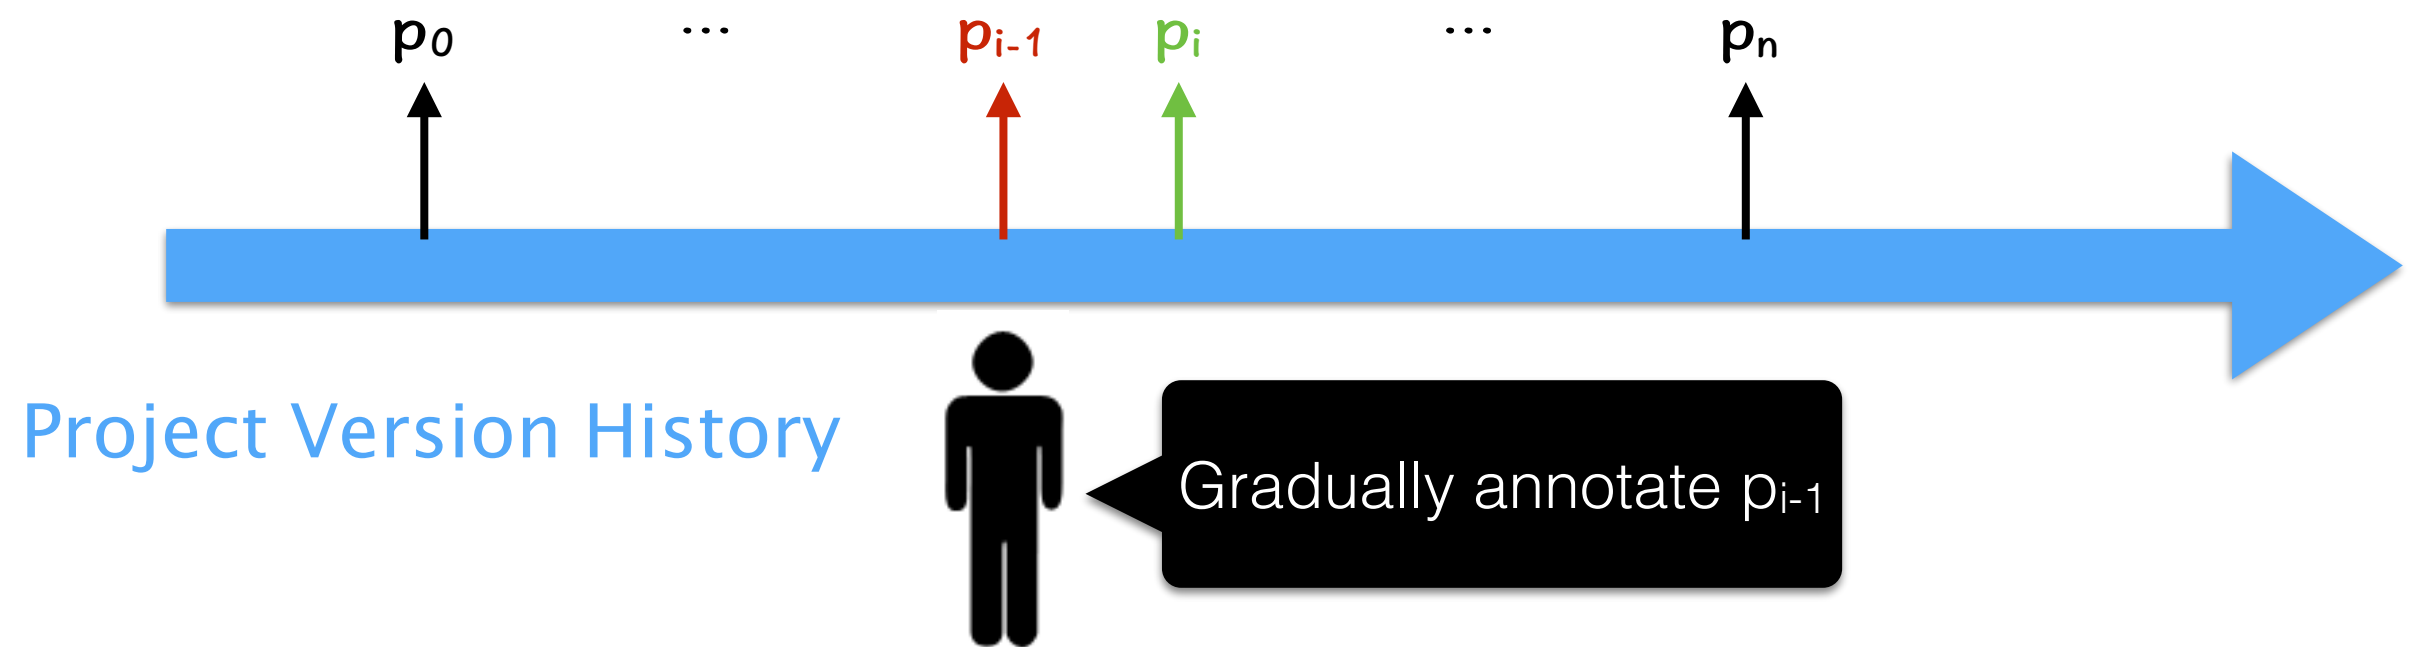 p₀ ... pᵢ₋₁ pᵢ ... pₙ
Project Version History
Gradually annotate pᵢ₋₁